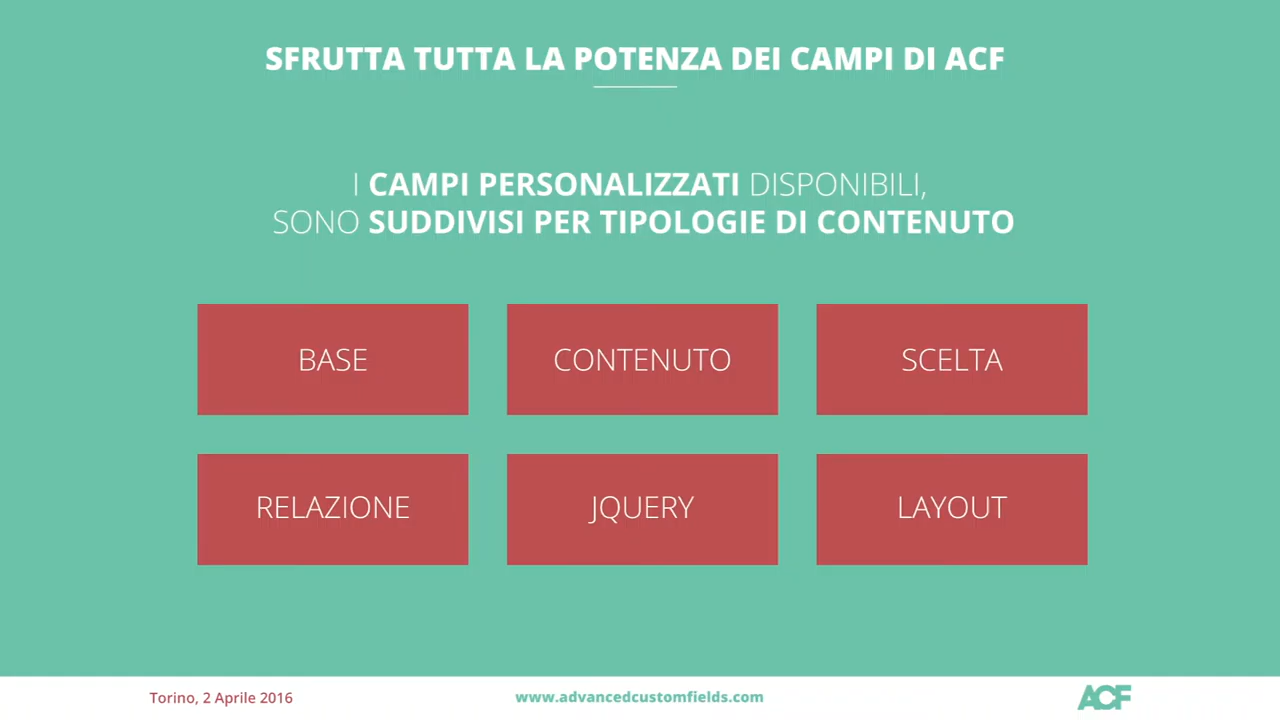 SFRUTTA TUTTA LA POTENZA DEI CAMPI DI ACF
I CAMPI PERSONALIZZATI DISPONIBILI,
SONO SUDDIVISI PER TIPOLOGIE DI CONTENUTO
BASE
CONTENUTO
SCELTA
RELAZIONE
JQUERY
LAYOUT
Torino, 2 Aprile 2016
www.advancedcustomfields.com
ACF